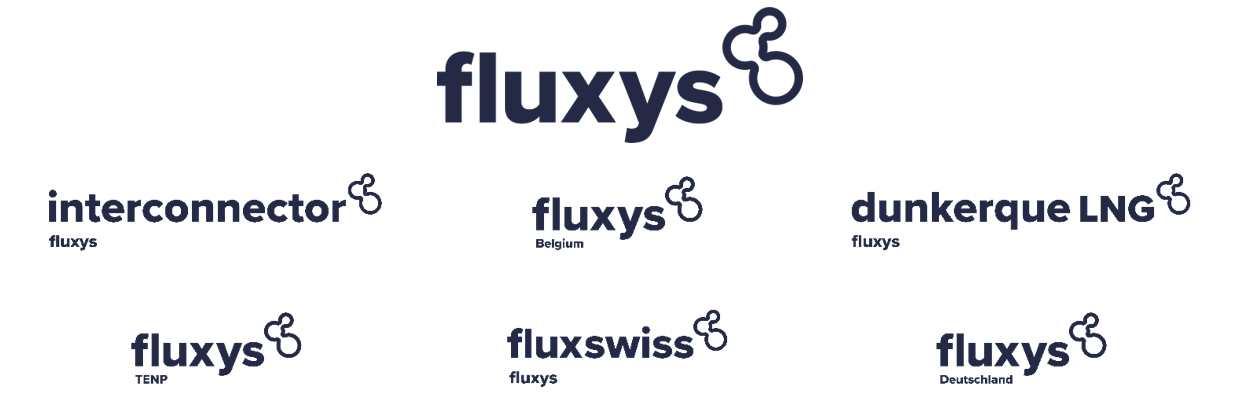 fluxys
interconnector
fluxys
fluxys
Belgium
dunkerque LNG
fluxys
fluxys
TENP
fluxswiss
fluxys
fluxys
Deutschland